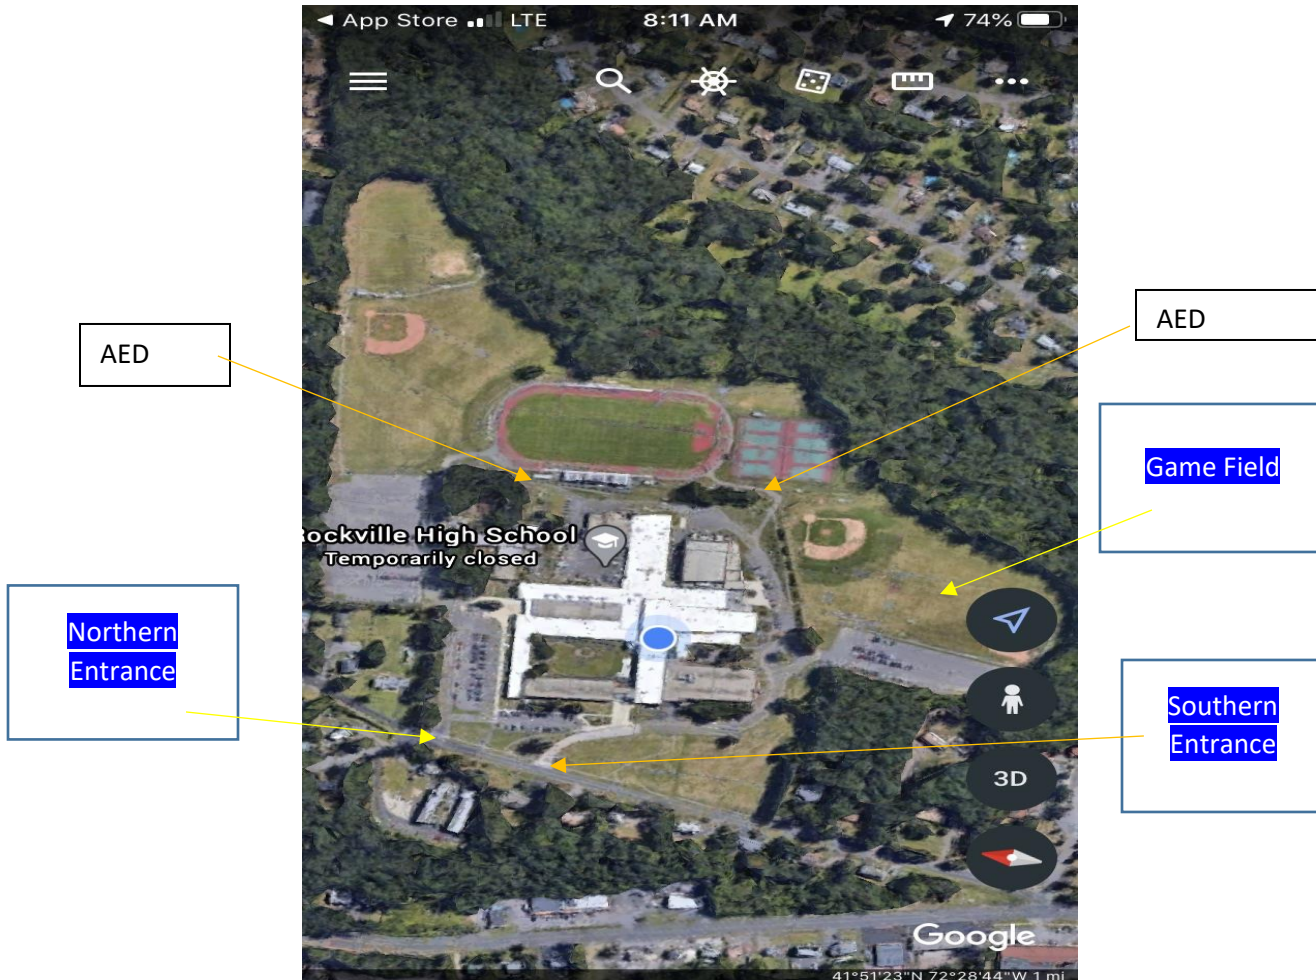 App Store LTE 8:11 AM 74%
AED
AED
Game Field
Rockville High School
Temporarily closed
Northern
Entrance
Southern
Entrance
3D
Google
41°51'23"N 72°28'44"W 1 mi